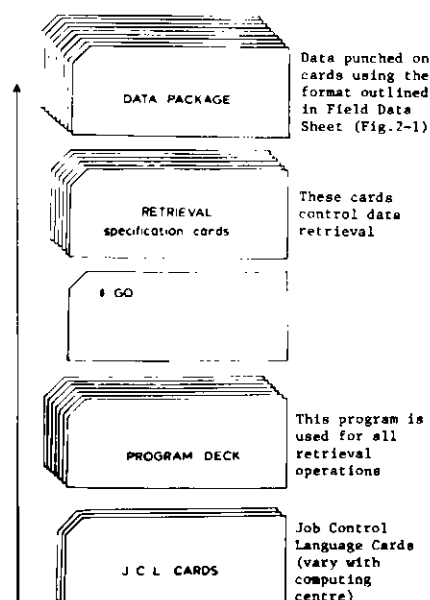 DATA PACKAGE
Data punched on
cards using the
format outlined
in Field Data
Sheet (Fig.2-1)
RETRIEVAL
specification cards
These cards
control data
retrieval
GO
PROGRAM DECK
This program is
used for all
retrieval
operations
J C L CARDS
Job Control
Language Cards
(vary with
computing
centre)